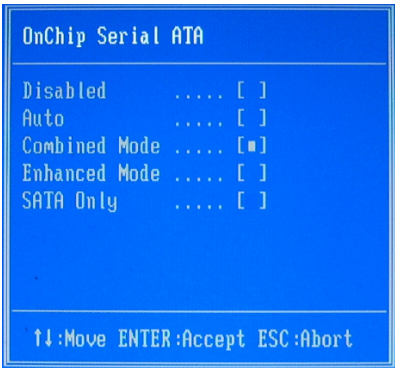 OnChip Serial ATA
Disabled ..... [ ]
Auto ..... [ ]
Combined Mode ..... [■]
Enhanced Mode ..... [ ]
SATA Only ..... [ ]
↑↓:Move ENTER:Accept ESC:Abort